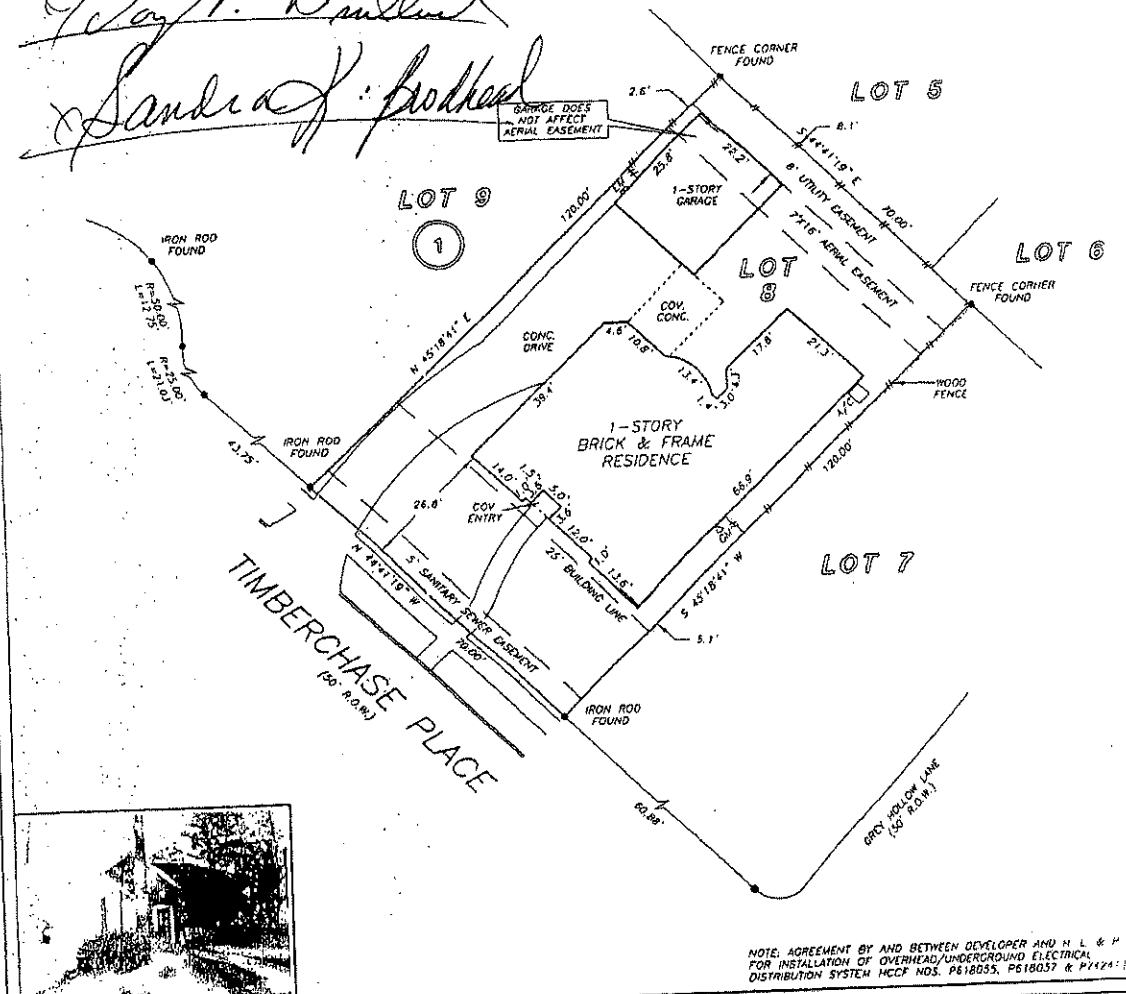 Sandra K. Brodhead
FENCE CORNER
FOUND
LOT 5
2.6'
GARAGE DOES
NOT AFFECT
AERIAL EASEMENT
8.1'
S 44°41'19" E
22.2'
25.8'
8' UTILITY EASEMENT
1-STORY
GARAGE
LOT 9
1
120.00'
70.00'
7'X16' AERIAL EASEMENT
IRON ROD
FOUND
LOT 6
LOT
8
FENCE CORNER
FOUND
R=50.00'
L=12.75'
COV.
CONC.
N 45°18'41" E
CONC.
DRIVE
4.6'
10.8'
17.8'
21.3'
R=25.00'
L=21.03'
13.4'
1.4'
3.0'
4.3'
WOOD
FENCE
A/C
39.4'
43.75'
1-STORY
BRICK & FRAME
RESIDENCE
120.00'
IRON ROD
FOUND
66.9'
14.0'
1.5'
5.0'
26.8'
COV
ENTRY
12.0'
13.6'
25' BUILDING LINE
S 45°18'41" W
LOT 7
N 44°41'19" W
5' SANITARY SEWER EASEMENT
5.1'
70.00'
TIMBERCHASE PLACE
(50' R.O.W.)
IRON ROD
FOUND
60.88'
GREY HOLLOW LANE
(50' R.O.W.)
NOTE: AGREEMENT BY AND BETWEEN DEVELOPER AND H L & P
FOR INSTALLATION OF OVERHEAD/UNDERGROUND ELECTRICAL
DISTRIBUTION SYSTEM HCCF NOS. P618055, P618057 &